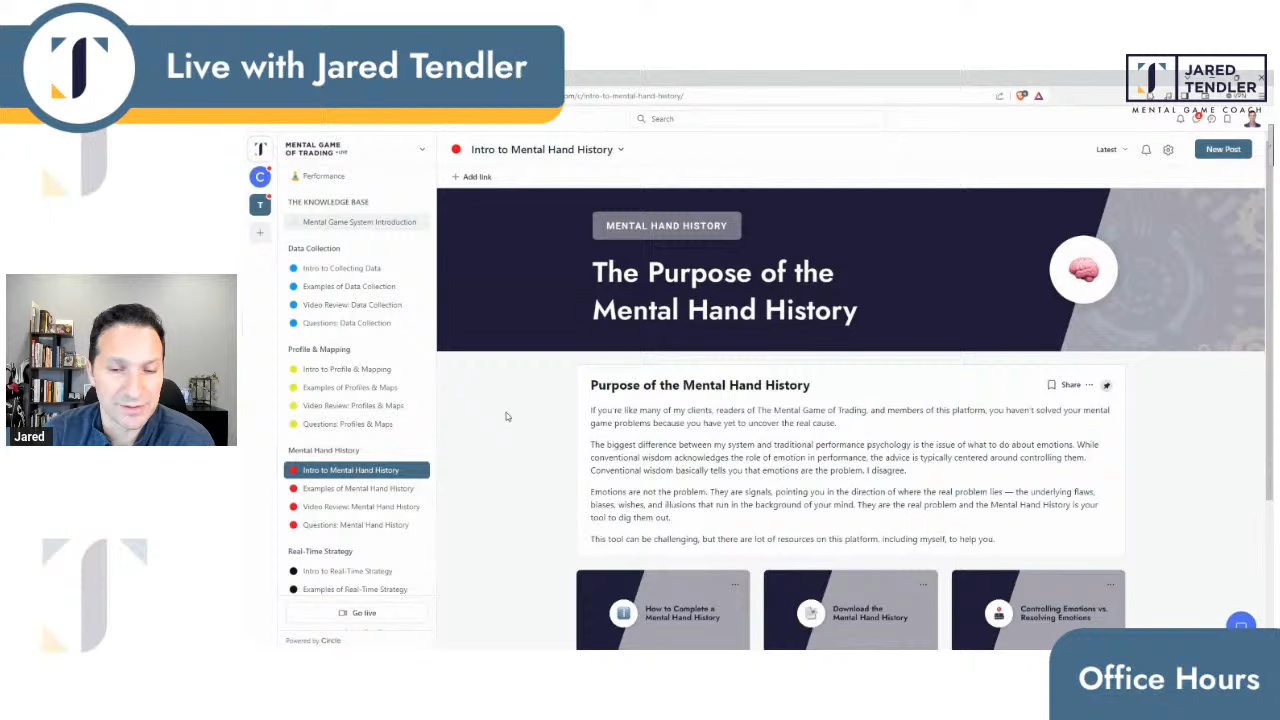 Live with Jared Tendler
JARED
TENDLER
MENTAL GAME COACH
com/c/intro-to-mental-hand-history/
VPN
Search
MENTAL GAME
OF TRADING LIVE
Performance
THE KNOWLEDGE BASE
Mental Game System Introduction
Data Collection
Intro to Collecting Data
Examples of Data Collection
Video Review: Data Collection
Questions: Data Collection
Profile & Mapping
Intro to Profile & Mapping
Examples of Profiles & Maps
Video Review: Profiles & Maps
Questions: Profiles & Maps
Mental Hand History
Intro to Mental Hand History
Examples of Mental Hand History
Video Review: Mental Hand History
Questions: Mental Hand History
Real-Time Strategy
Intro to Real-Time Strategy
Examples of Real-Time Strategy
Go live
Powered by Circle
C
T
Intro to Mental Hand History
Latest
New Post
Add link
MENTAL HAND HISTORY
The Purpose of the
Mental Hand History
Purpose of the Mental Hand History
Share
If you're like many of my clients, readers of The Mental Game of Trading, and members of this platform, you haven't solved your mental
game problems because you have yet to uncover the real cause.
The biggest difference between my system and traditional performance psychology is the issue of what to do about emotions. While
conventional wisdom acknowledges the role of emotion in performance, the advice is typically centered around controlling them.
Conventional wisdom basically tells you that emotions are the problem. I disagree.
Emotions are not the problem. They are signals, pointing you in the direction of where the real problem lies — the underlying flaws,
biases, wishes, and illusions that run in the background of your mind. They are the real problem and the Mental Hand History is your
tool to dig them out.
This tool can be challenging, but there are lot of resources on this platform, including myself, to help you.
How to Complete a
Mental Hand History
Download the
Mental Hand History
Controlling Emotions vs.
Resolving Emotions
Jared
Office Hours